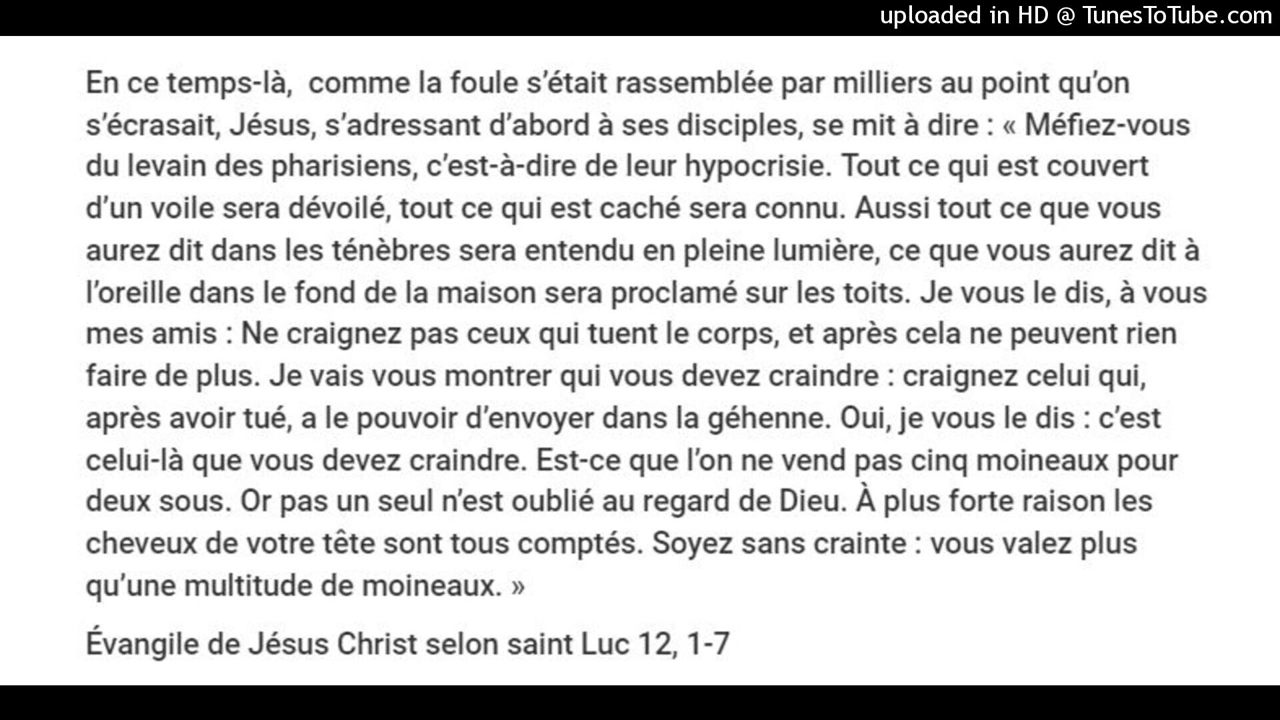 uploaded in HD @ TunesToTube.com
En ce temps-là,  comme la foule s’était rassemblée par milliers au point qu’on
s’écrasait, Jésus, s’adressant d’abord à ses disciples, se mit à dire : « Méfiez-vous
du levain des pharisiens, c’est-à-dire de leur hypocrisie. Tout ce qui est couvert
d’un voile sera dévoilé, tout ce qui est caché sera connu. Aussi tout ce que vous
aurez dit dans les ténèbres sera entendu en pleine lumière, ce que vous aurez dit à
l’oreille dans le fond de la maison sera proclamé sur les toits. Je vous le dis, à vous
mes amis : Ne craignez pas ceux qui tuent le corps, et après cela ne peuvent rien
faire de plus. Je vais vous montrer qui vous devez craindre : craignez celui qui,
après avoir tué, a le pouvoir d’envoyer dans la géhenne. Oui, je vous le dis : c’est
celui-là que vous devez craindre. Est-ce que l’on ne vend pas cinq moineaux pour
deux sous. Or pas un seul n’est oublié au regard de Dieu. À plus forte raison les
cheveux de votre tête sont tous comptés. Soyez sans crainte : vous valez plus
qu’une multitude de moineaux. »
Évangile de Jésus Christ selon saint Luc 12, 1-7